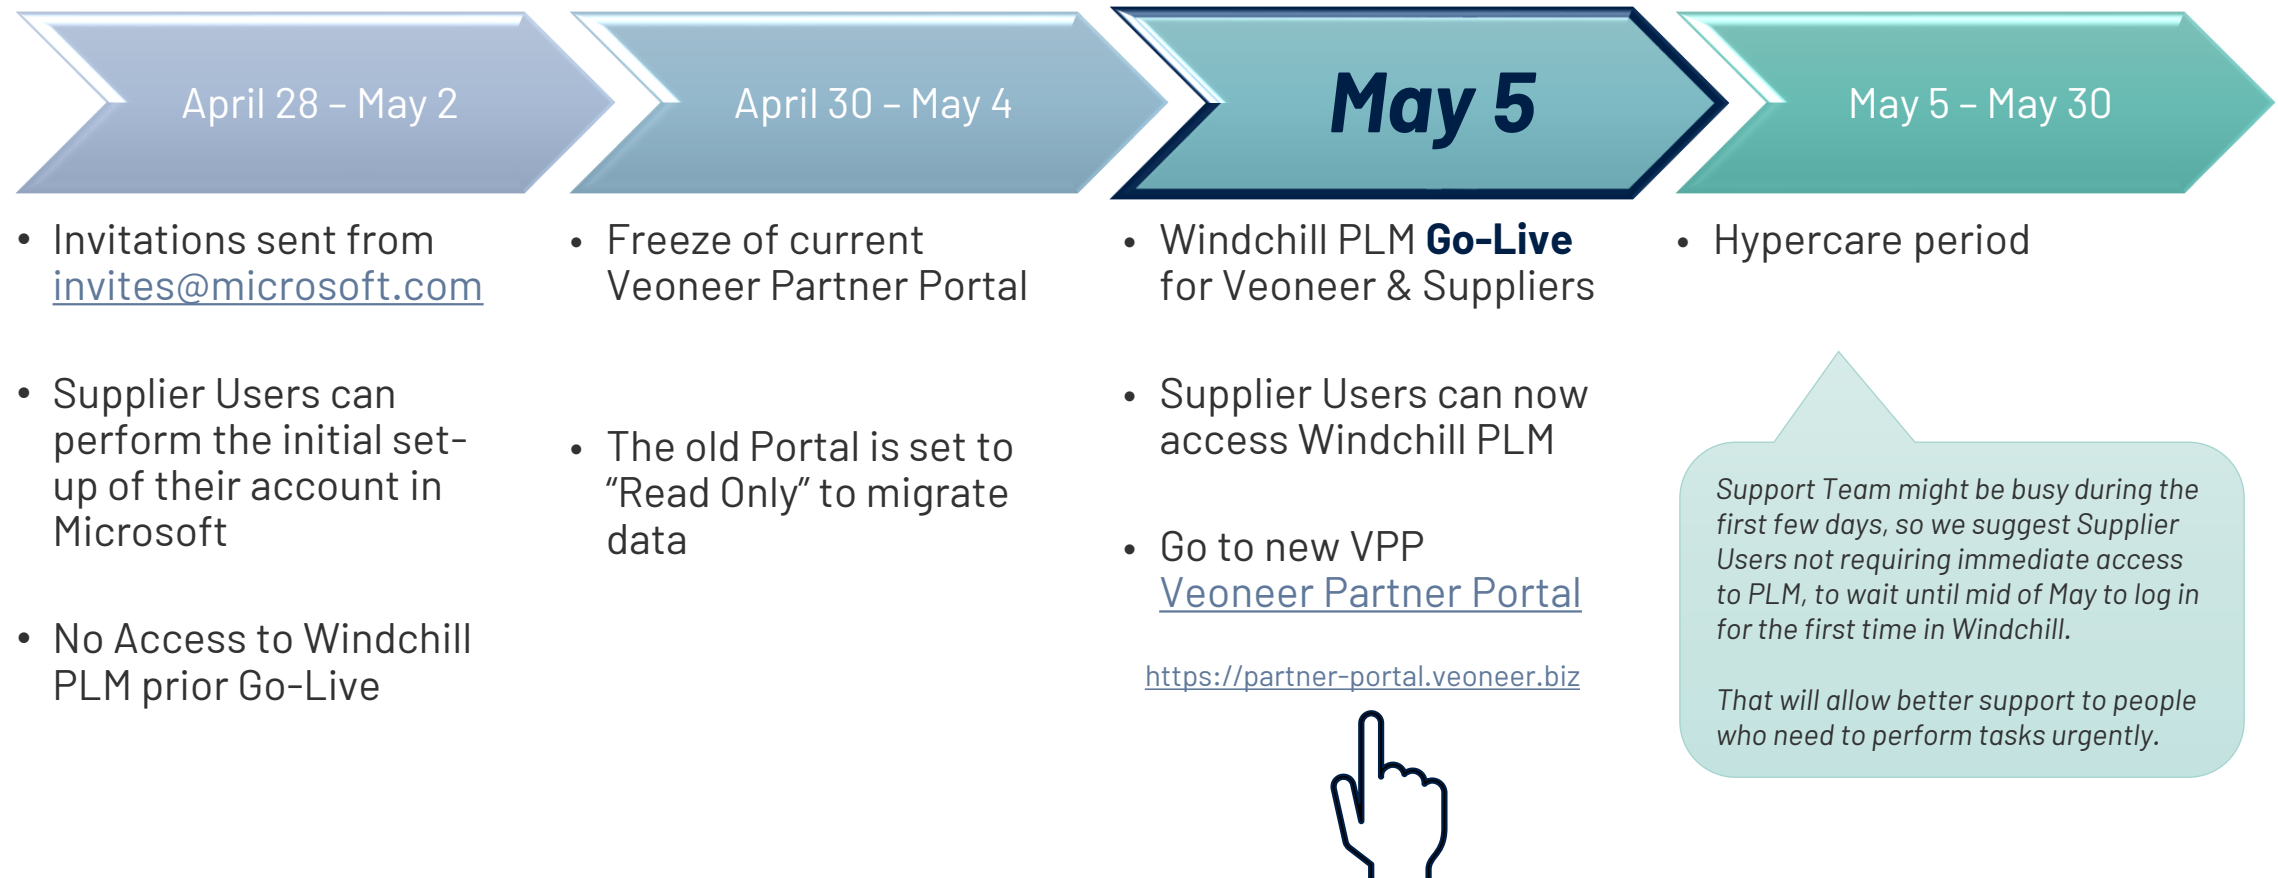 April 28 – May 2
• Invitations sent from
invites@microsoft.com
• Supplier Users can
perform the initial set-
up of their account in
Microsoft
• No Access to Windchill
PLM prior Go-Live
April 30 – May 4
• Freeze of current
Veoneer Partner Portal
• The old Portal is set to
“Read Only” to migrate
data
May 5
• Windchill PLM Go-Live
for Veoneer & Suppliers
• Supplier Users can now
access Windchill PLM
• Go to new VPP
Veoneer Partner Portal
https://partner-portal.veoneer.biz
May 5 – May 30
• Hypercare period
Support Team might be busy during the
first few days, so we suggest Supplier
Users not requiring immediate access
to PLM, to wait until mid of May to log in
for the first time in Windchill.
That will allow better support to people
who need to perform tasks urgently.